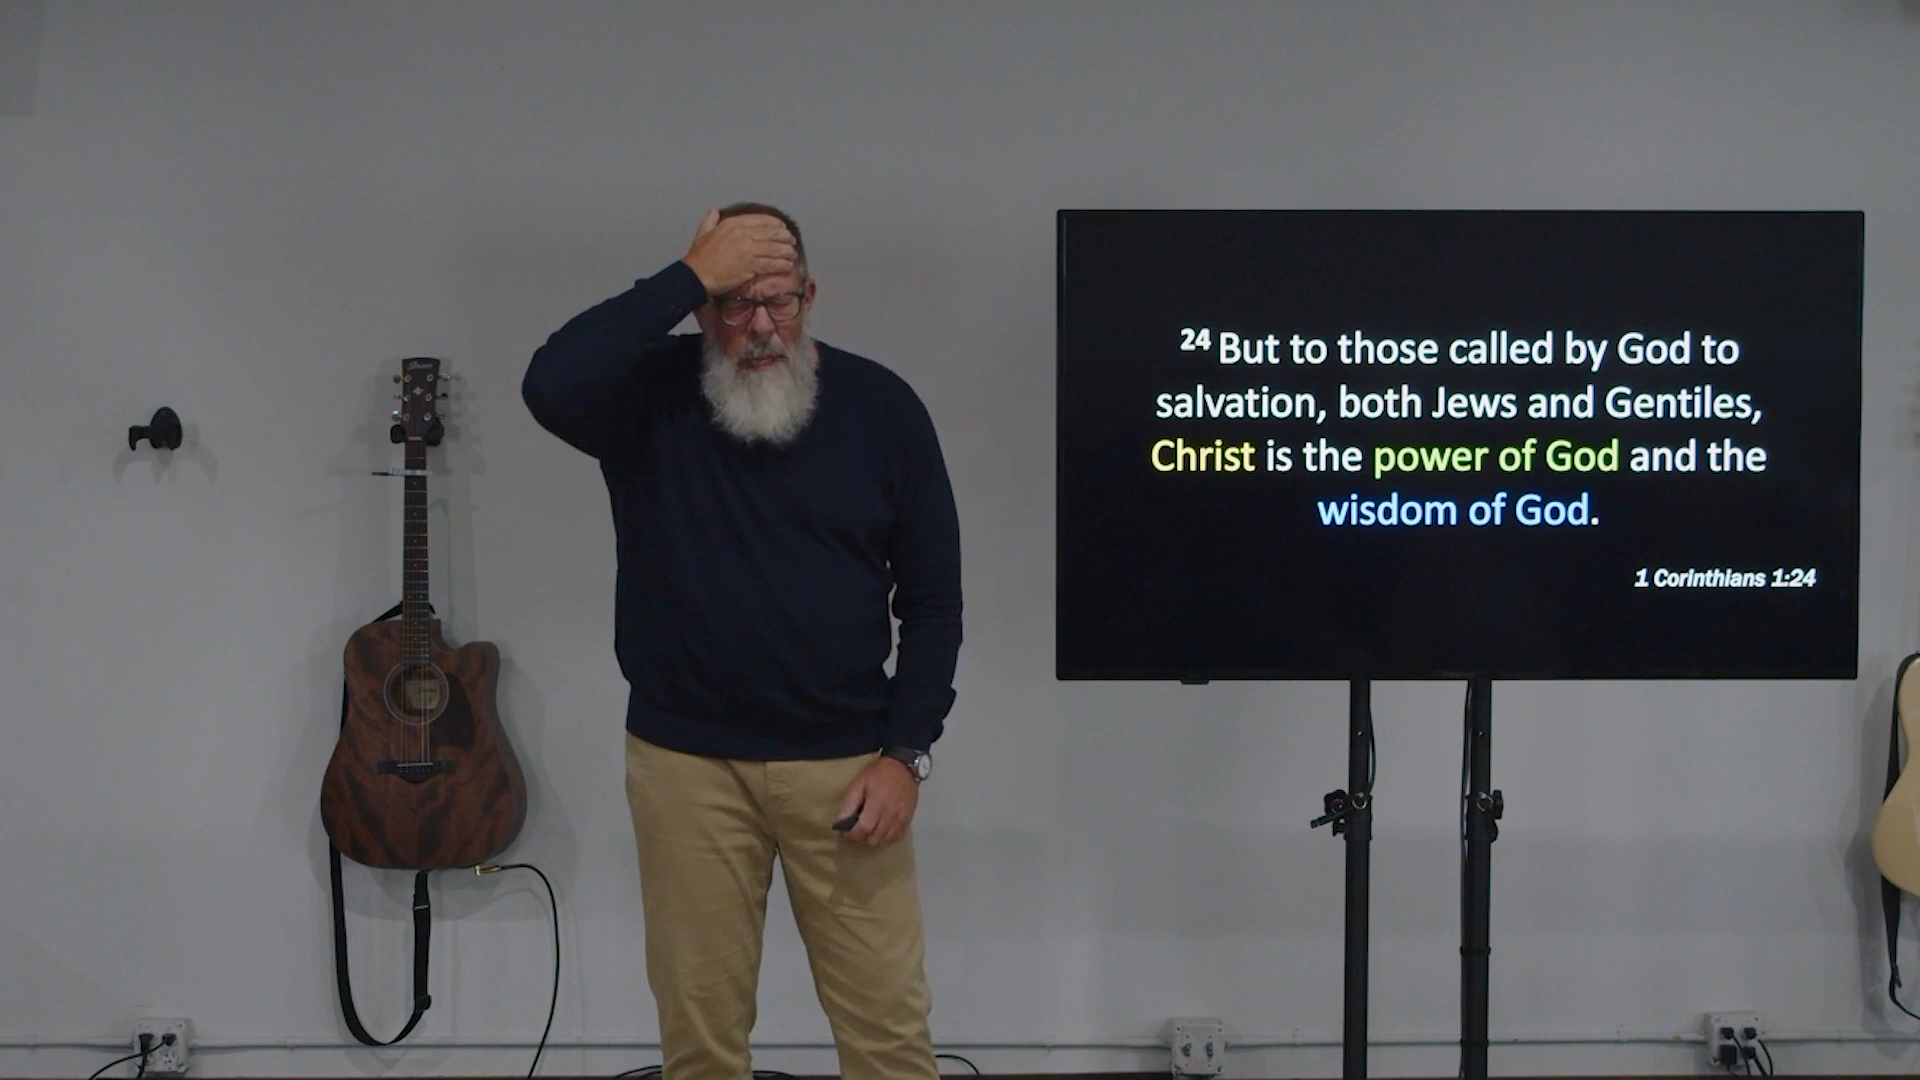 24 But to those called by God to
salvation, both Jews and Gentiles,
Christ is the power of God and the
wisdom of God.
1 Corinthians 1:24